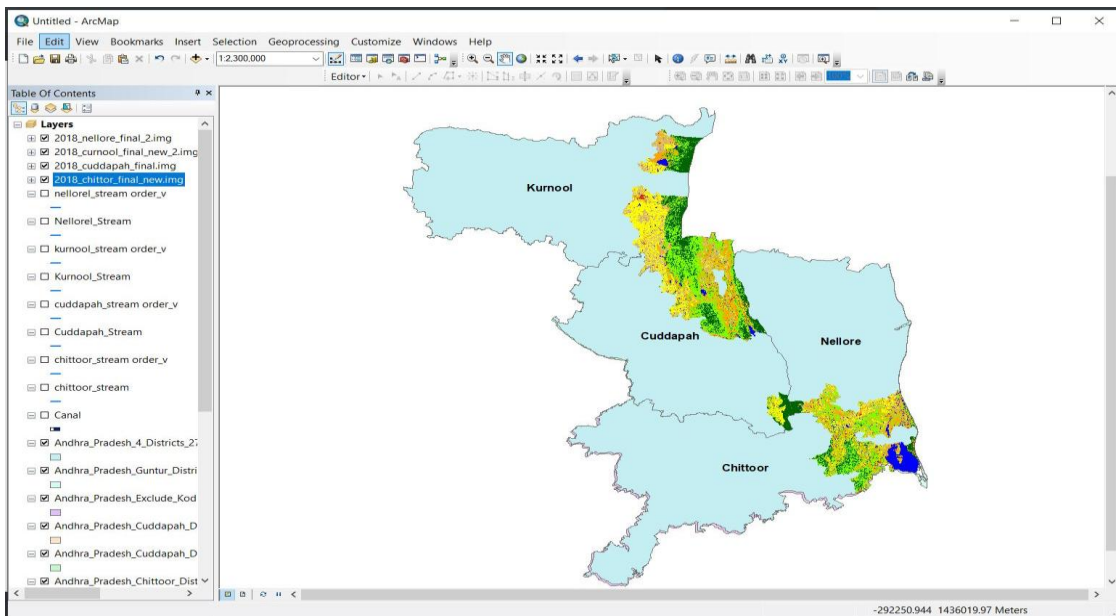 Untitled - ArcMap
File Edit View Bookmarks Insert Selection Geoprocessing Customize Windows Help
1:2,300,000
Editor
Table Of Contents
Layers
2018_nellore_final_2.img
2018_curnool_final_new_2.img
2018_cuddapah_final.img
2018_chittor_final_new.img
nellorel_stream order_v
Nellorel_Stream
kurnool_stream order_v
Kurnool_Stream
cuddapah_stream order_v
Cuddapah_Stream
chittoor_stream order_v
chittoor_stream
Canal
Andhra_Pradesh_4_Districts_27
Andhra_Pradesh_Guntur_Distri
Andhra_Pradesh_Exclude_Kod
Andhra_Pradesh_Cuddapah_D
Andhra_Pradesh_Cuddapah_D
Andhra_Pradesh_Chittoor_Dist
Kurnool
Cuddapah
Nellore
Chittoor
-292250.944 1436019.97 Meters